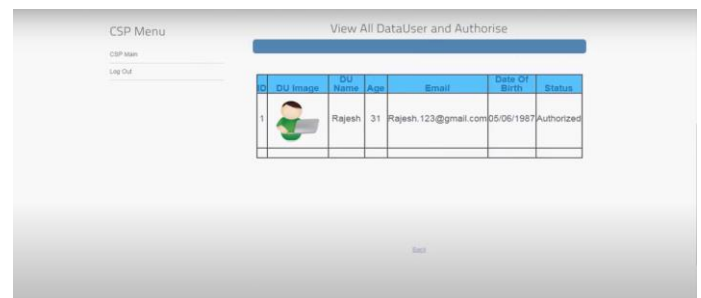 CSP Menu
CSP Main
Log Out
View All DataUser and Authorise
ID DU Image DU Name Age Email Date Of Birth Status
1 Rajesh 31 Rajesh.123@gmail.com 05/06/1987 Authorized
Back